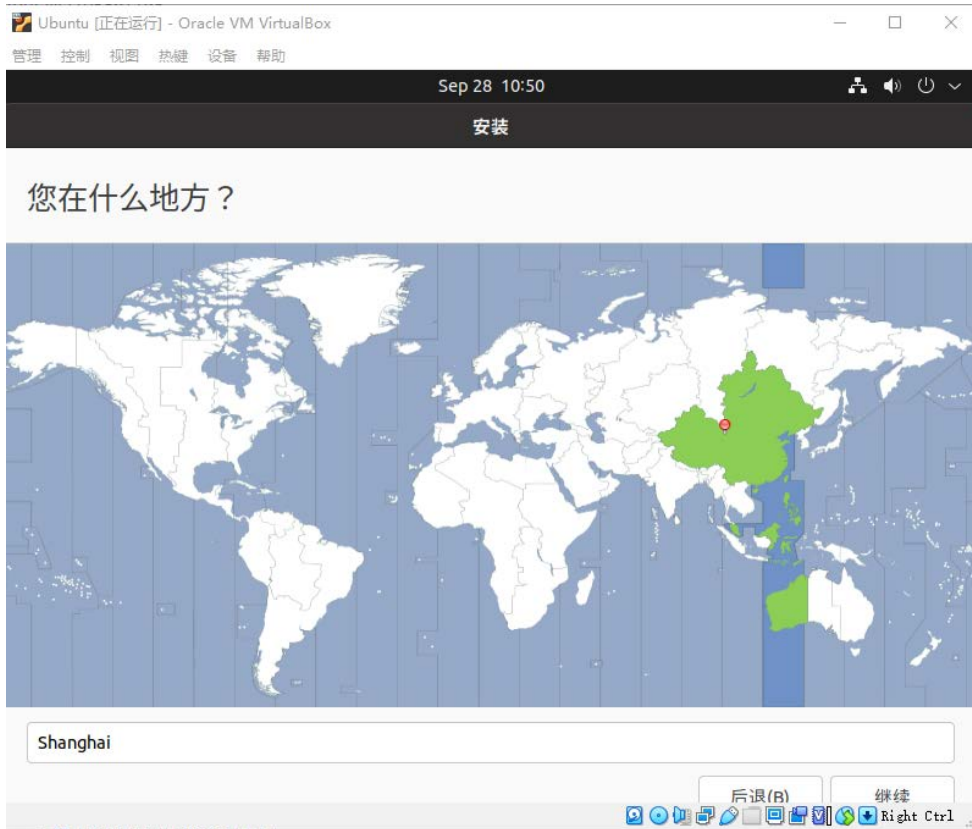 Ubuntu [正在运行] - Oracle VM VirtualBox
管理 控制 视图 热键 设备 帮助
Sep 28 10:50
安装
您在什么地方？
Shanghai
后退(B) 继续
Right Ctrl